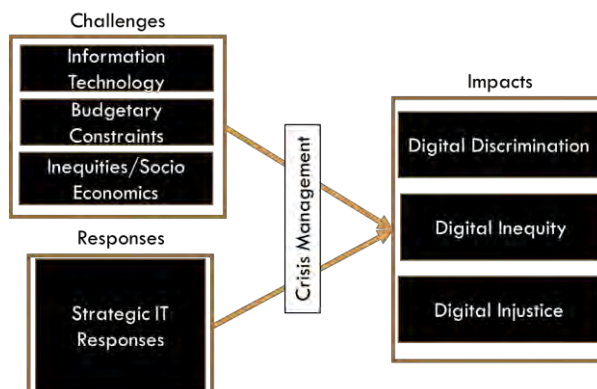 Challenges
Information
Technology
Budgetary
Constraints
Inequities/Socio
Economics
Responses
Strategic IT
Responses
Crisis Management
Impacts
Digital Discrimination
Digital Inequity
Digital Injustice